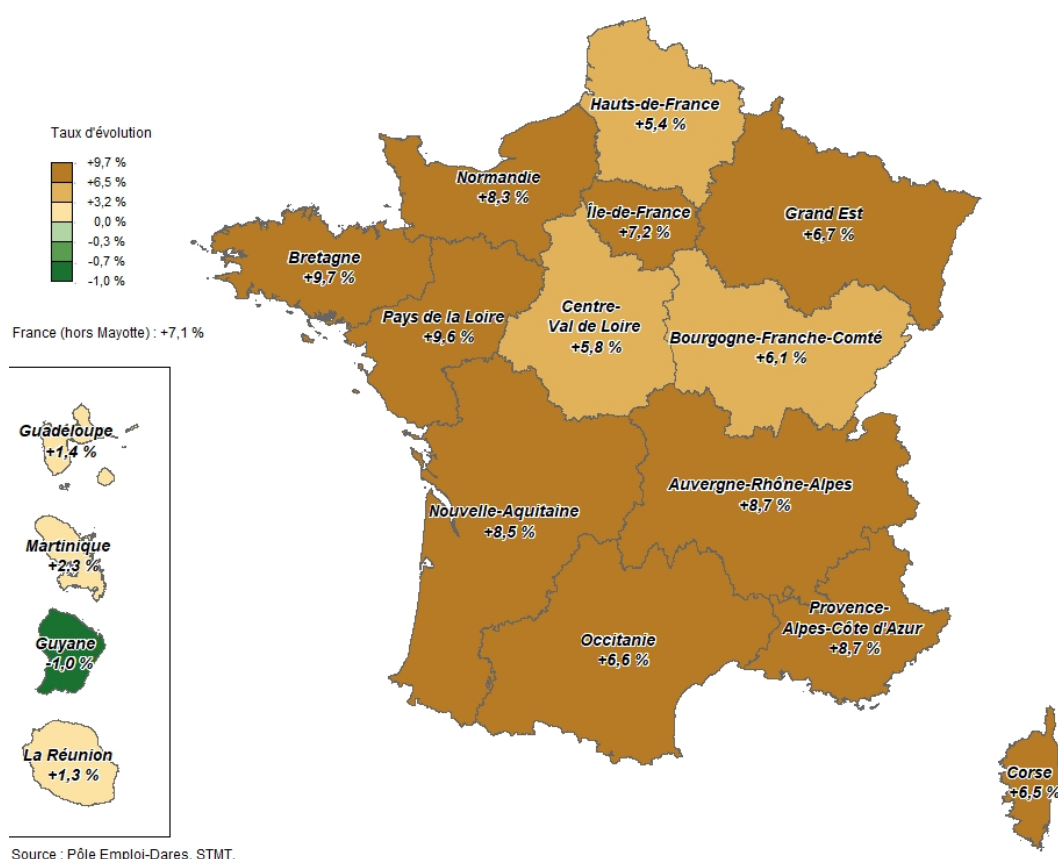 Taux d'évolution
+9,7 %
+6,5 %
+3,2 %
0,0 %
-0,3 %
-0,7 %
-1,0 %
France (hors Mayotte) : +7,1 %
Hauts-de-France
+5,4 %
Normandie
+8,3 %
Île-de-France
+7,2 %
Grand Est
+6,7 %
Bretagne
+9,7 %
Pays de la Loire
+9,6 %
Centre-
Val de Loire
+5,8 %
Bourgogne-Franche-Comté
+6,1 %
Auvergne-Rhône-Alpes
+8,7 %
Nouvelle-Aquitaine
+8,5 %
Occitanie
+6,6 %
Provence-
Alpes-Côte d'Azur
+8,7 %
Corse
+6,5 %
Guadeloupe
+1,4 %
Martinique
+2,3 %
Guyane
-1,0 %
La Réunion
+1,3 %
Source : Pôle Emploi-Dares, STMT.